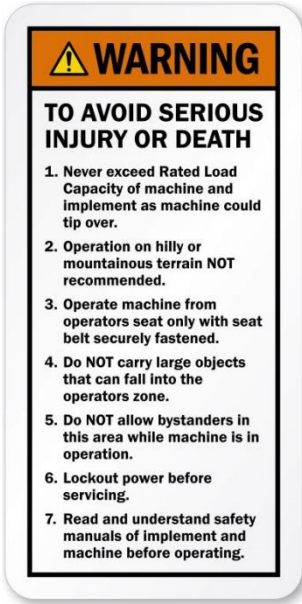 WARNING
TO AVOID SERIOUS
INJURY OR DEATH
1. Never exceed Rated Load
Capacity of machine and
implement as machine could
tip over.
2. Operation on hilly or
mountainous terrain NOT
recommended.
3. Operate machine from
operators seat only with seat
belt securely fastened.
4. Do NOT carry large objects
that can fall into the
operators zone.
5. Do NOT allow bystanders in
this area while machine is in
operation.
6. Lockout power before
servicing.
7. Read and understand safety
manuals of implement and
machine before operating.